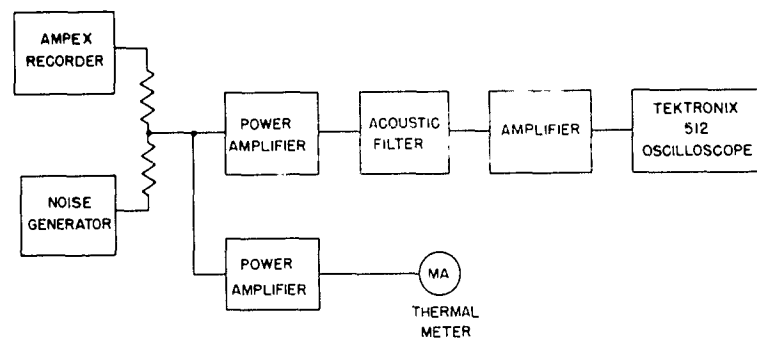 AMPEX
RECORDER
NOISE
GENERATOR
POWER
AMPLIFIER
ACOUSTIC
FILTER
AMPLIFIER
TEKTRONIX
512
OSCILLOSCOPE
POWER
AMPLIFIER
MA
THERMAL
METER